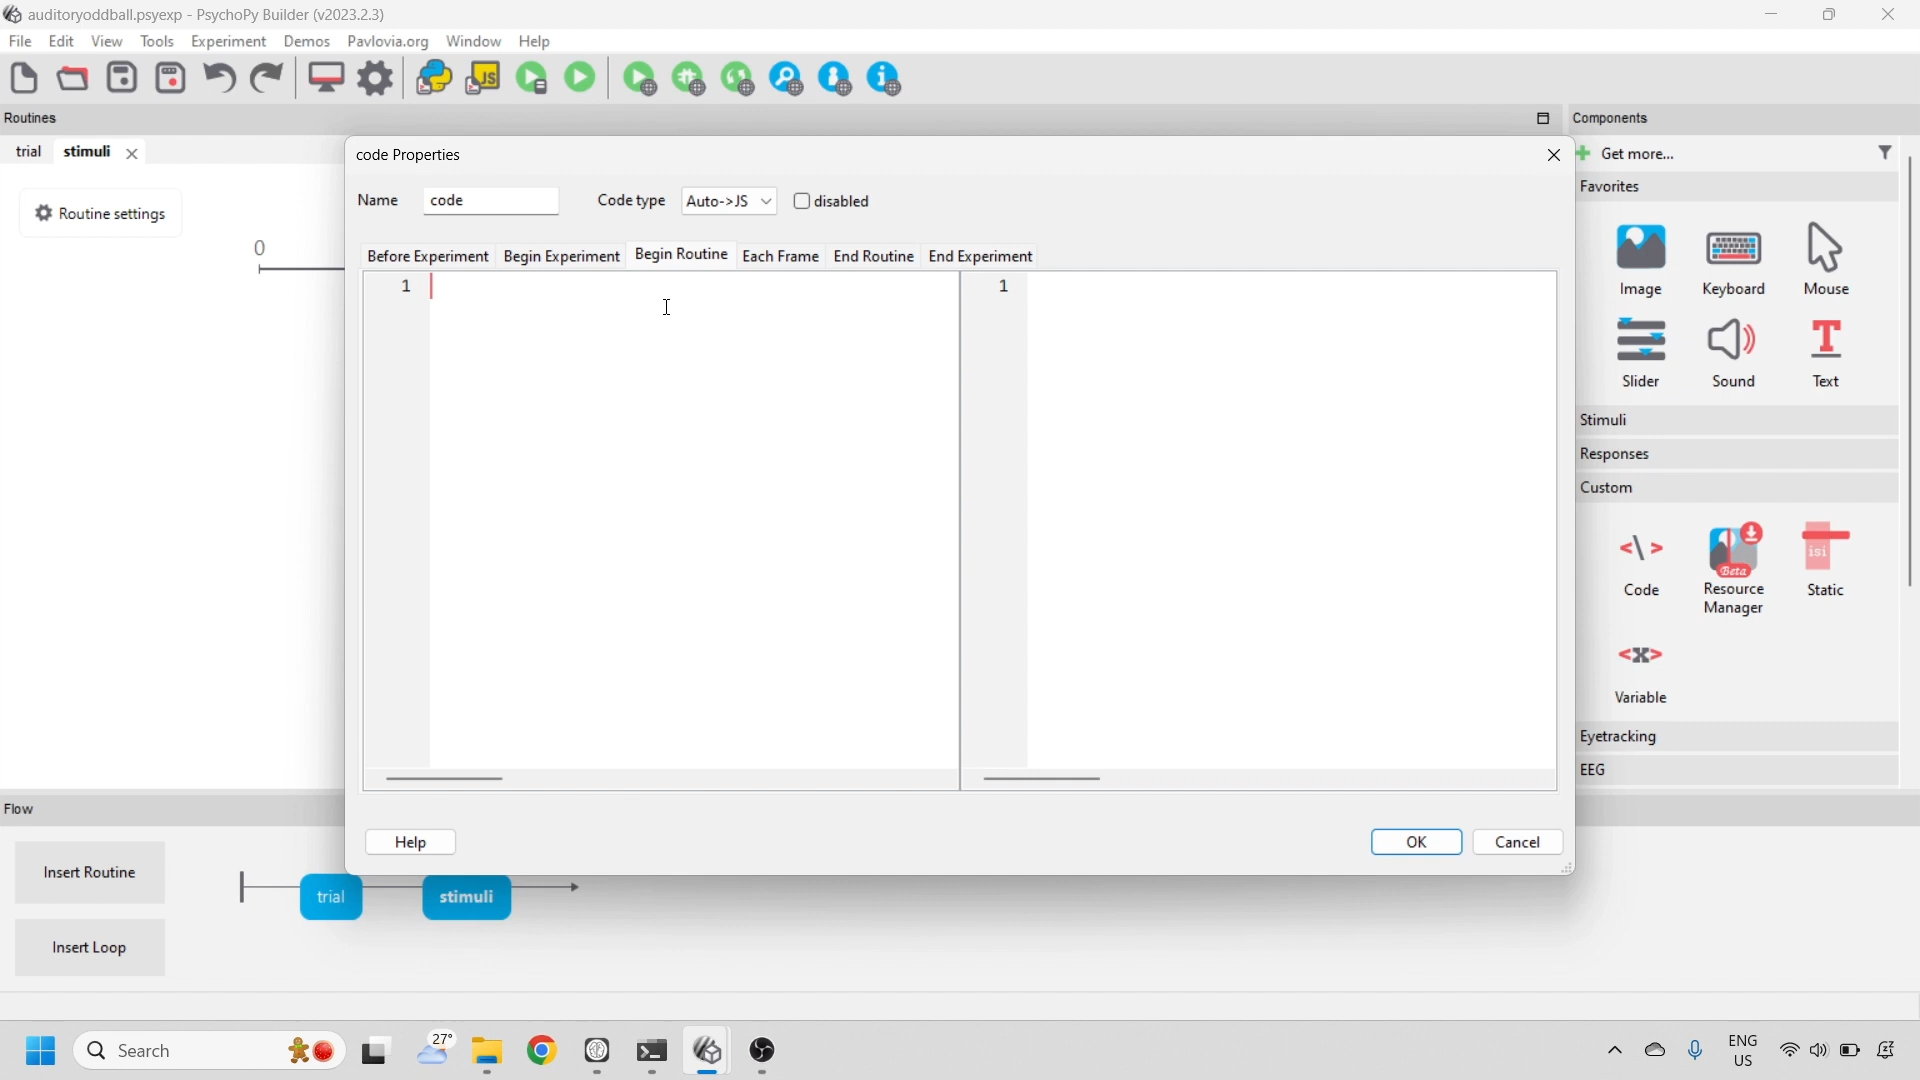 auditoryoddball.psyexp - PsychoPy Builder (v2023.2.3)
File Edit View Tools Experiment Demos Pavlovia.org Window Help
JS
Routines
Components
trial stimuli
code Properties
Get more...
Name code Code type Auto->JS disabled
Favorites
Routine settings
0
Before Experiment Begin Experiment Begin Routine Each Frame End Routine End Experiment
1 1
Image Keyboard Mouse
Slider Sound Text
Stimuli
Responses
Custom
isi
Beta
Code Resource Manager Static
Variable
Eyetracking
EEG
Flow
Help OK Cancel
Insert Routine
trial stimuli
Insert Loop
Search
27°
ENG
US